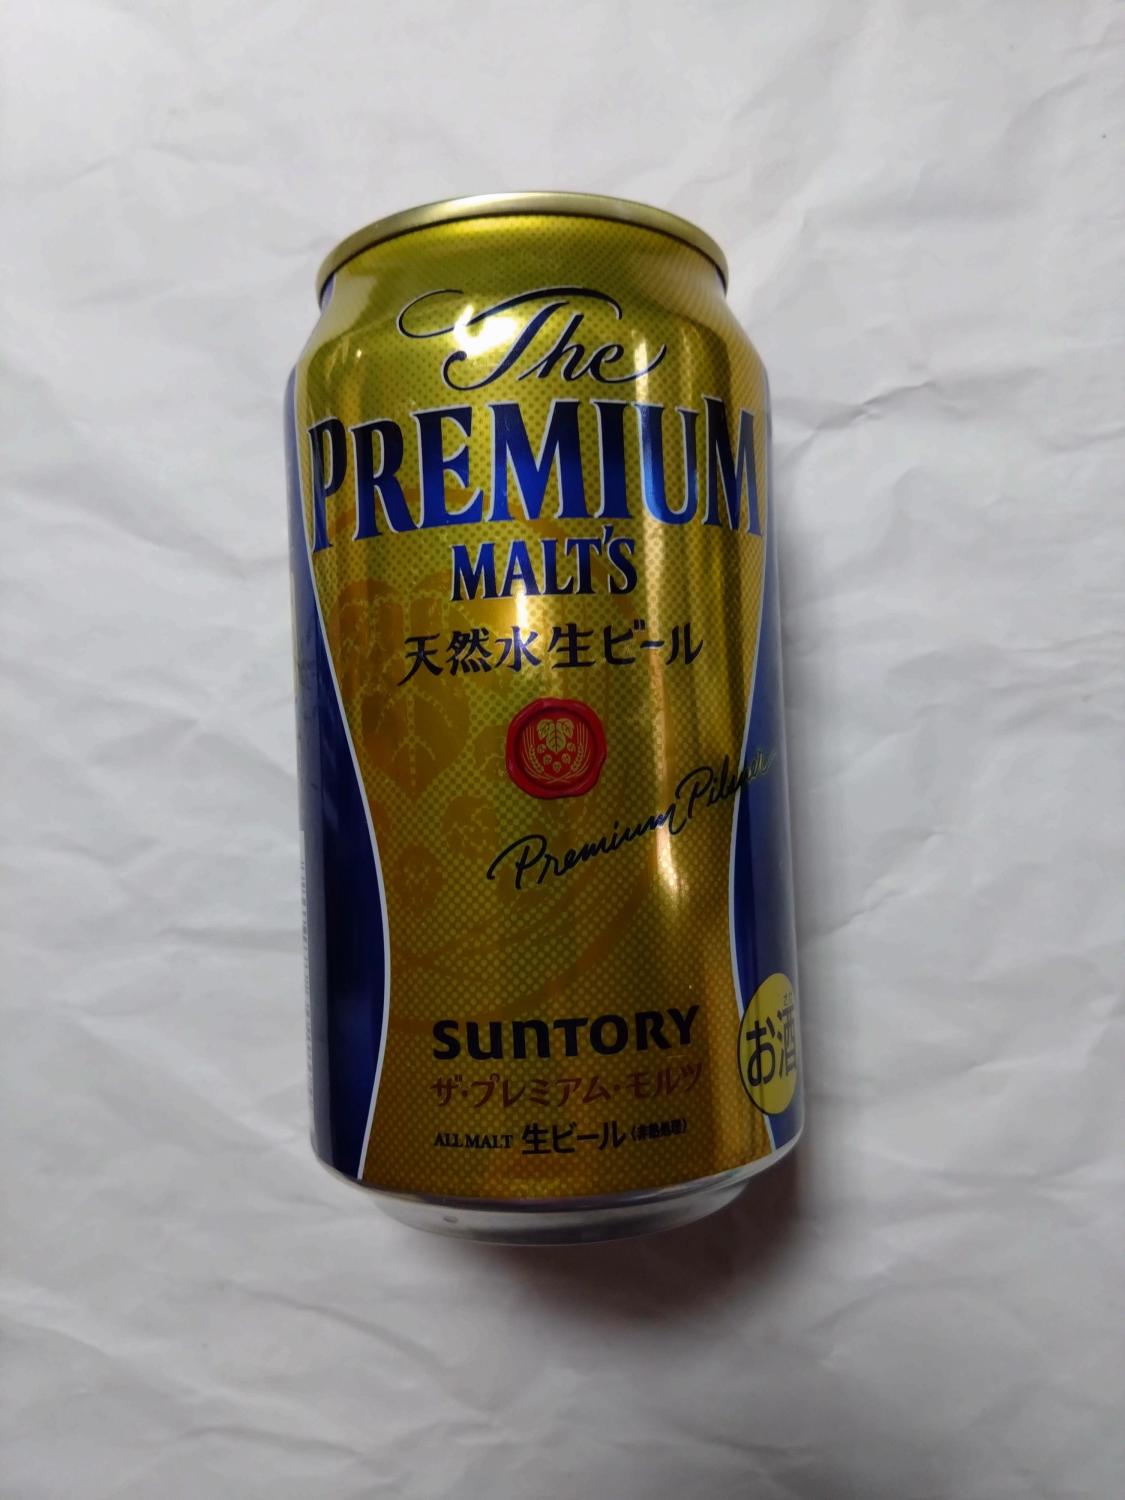 The
PREMIUM
MALT'S
天然水生ビール
Premium Pilsner
SUNTORY
ザ・プレミアム・モルツ
ALL MALT 生ビール(非熱処理)
お酒